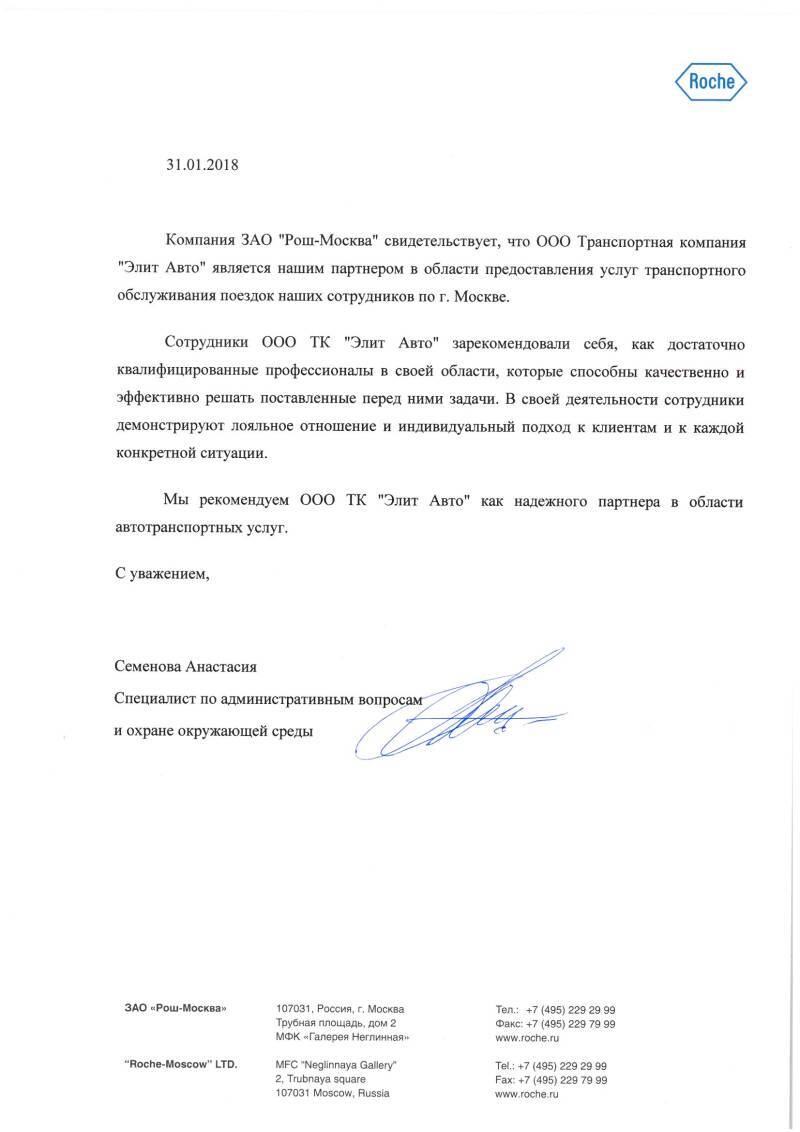 Roche
31.01.2018
Компания ЗАО "Рош-Москва" свидетельствует, что ООО Транспортная компания
"Элит Авто" является нашим партнером в области предоставления услуг транспортного
обслуживания поездок наших сотрудников по г. Москве.
Сотрудники ООО ТК "Элит Авто" зарекомендовали себя, как достаточно
квалифицированные профессионалы в своей области, которые способны качественно и
эффективно решать поставленные перед ними задачи. В своей деятельности сотрудники
демонстрируют лояльное отношение и индивидуальный подход к клиентам и к каждой
конкретной ситуации.
Мы рекомендуем ООО ТК "Элит Авто" как надежного партнера в области
автотранспортных услуг.
С уважением,
Семенова Анастасия
Специалист по административным вопросам
и охране окружающей среды
ЗАО «Рош-Москва»
107031, Россия, г. Москва
Трубная площадь, дом 2
МФК «Галерея Неглинная»
Тел.: +7 (495) 229 29 99
Факс: +7 (495) 229 79 99
www.roche.ru
“Roche-Moscow” LTD.
MFC “Neglinnaya Gallery”
2, Trubnaya square
107031 Moscow, Russia
Tel.: +7 (495) 229 29 99
Fax: +7 (495) 229 79 99
www.roche.ru